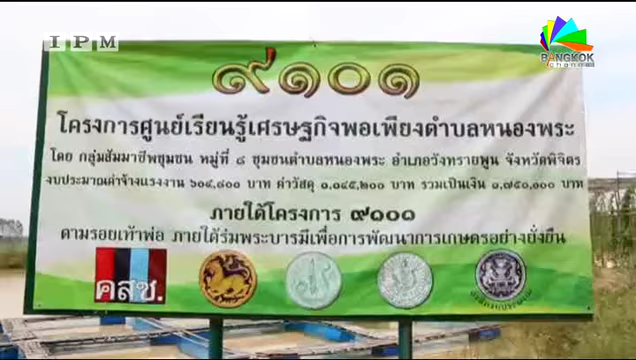 IPM
BANGKOK
channel
๙๑๐๑
โครงการศูนย์เรียนรู้เศรษฐกิจพอเพียงตำบลหนองพระ
โดย กลุ่มสัมมาชีพชุมชน หมู่ที่ ๘ ชุมชนตำบลหนองพระ อำเภอวังทรายพูน จังหวัดพิจิตร
งบประมาณค่าจ้างแรงงาน ๖๐๔,๘๐๐ บาท ค่าวัสดุ ๑,๑๔๕,๒๐๐ บาท รวมเป็นเงิน ๑,๗๕๐,๐๐๐ บาท
ภายใต้โครงการ ๙๑๐๑
ตามรอยเท้าพ่อ ภายใต้ร่มพระบารมีเพื่อการพัฒนาการเกษตรอย่างยั่งยืน
คสช.